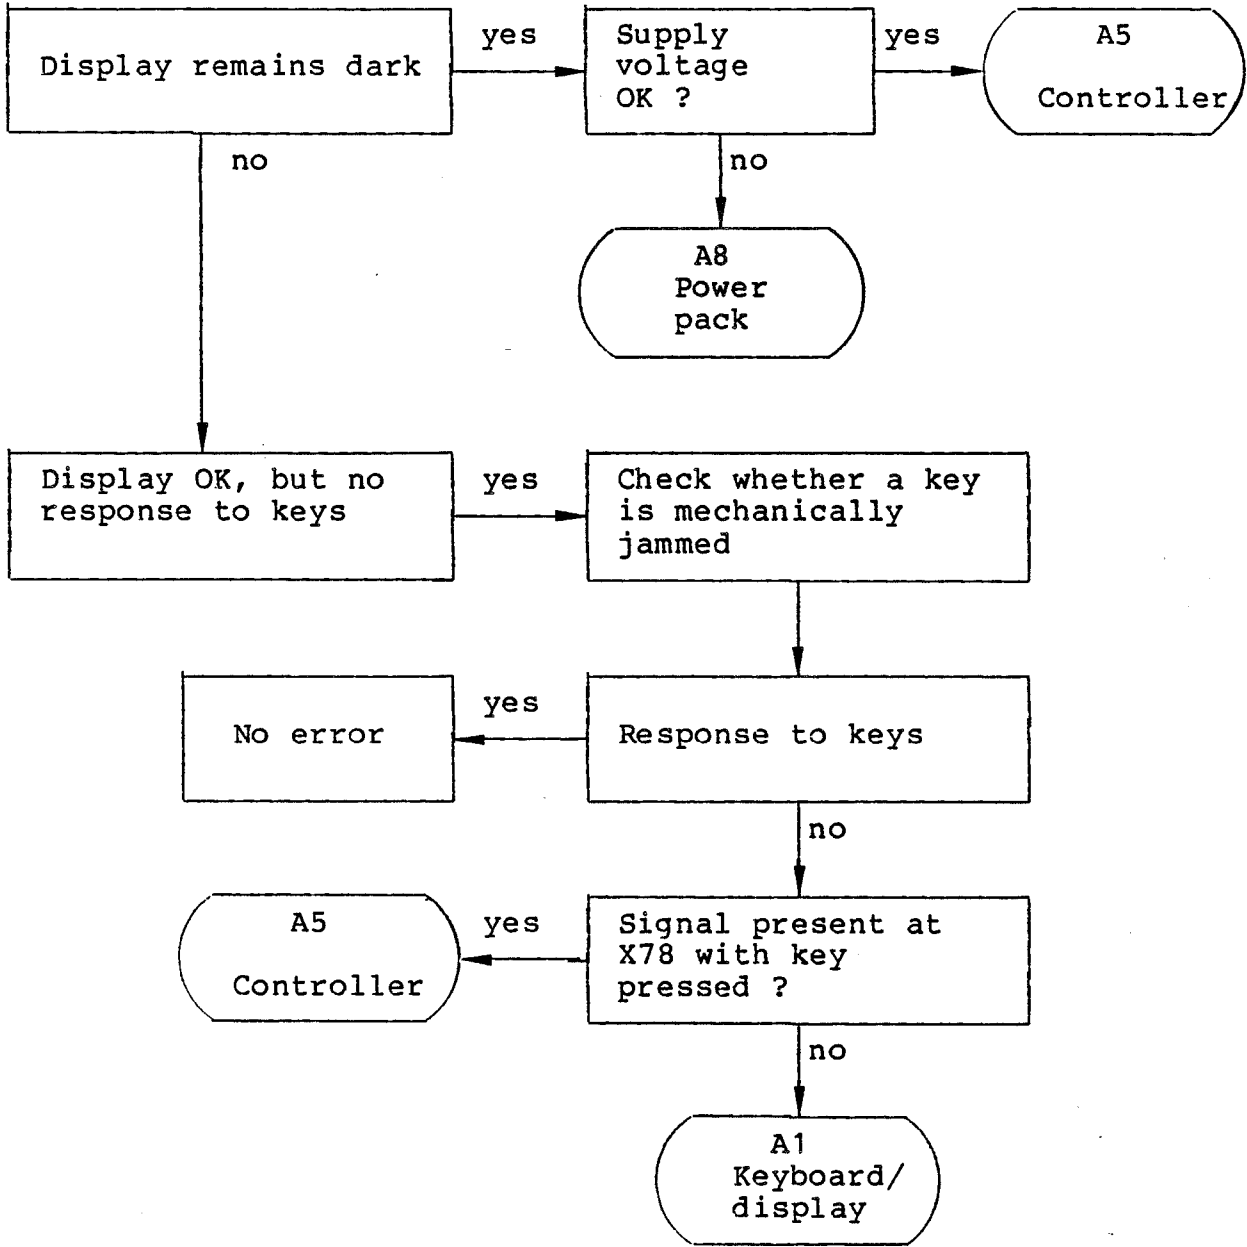 Display remains dark
yes
Supply
voltage
OK ?
yes
A5
Controller
no
no
A8
Power
pack
Display OK, but no
response to keys
yes
Check whether a key
is mechanically
jammed
No error
yes
Response to keys
no
A5
Controller
yes
Signal present at
X78 with key
pressed ?
no
A1
Keyboard/
display